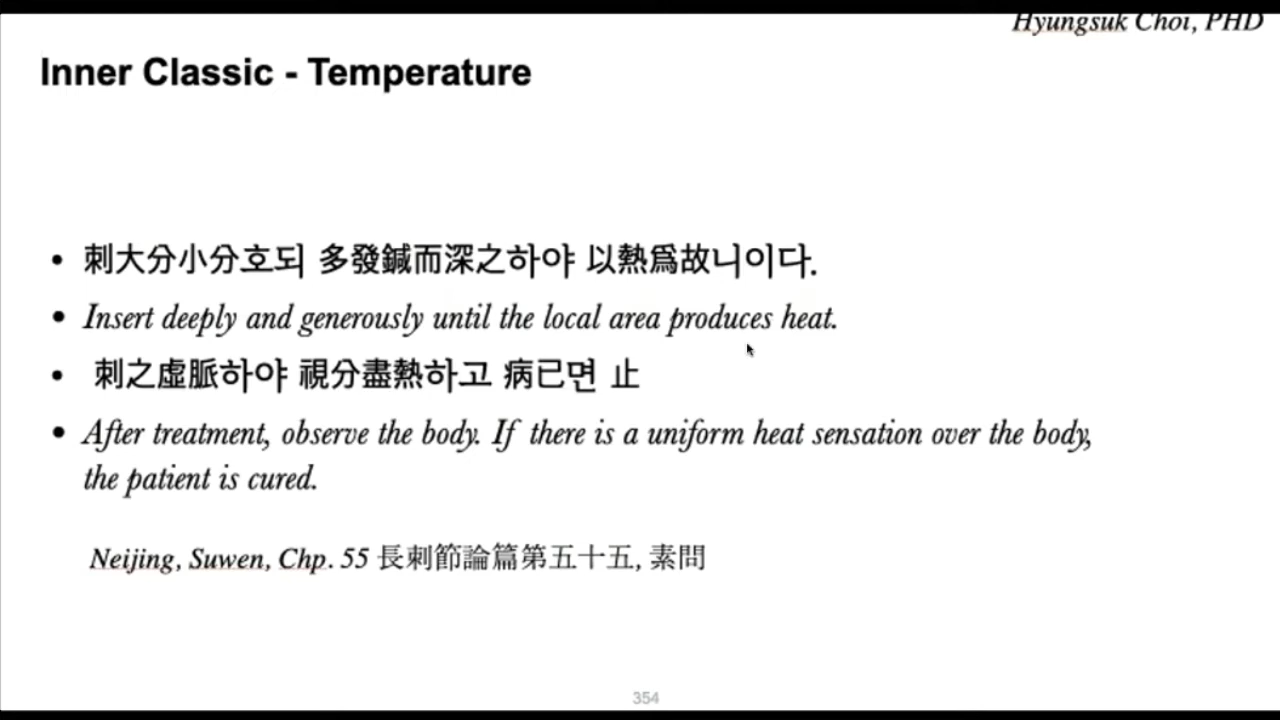 Hyungsuk Choi, PHD
Inner Classic - Temperature
• 刺大分小分호되 多發鍼而深之하야 以熱爲故니이다.
• Insert deeply and generously until the local area produces heat.
• 刺之虛脈하야 視分盡熱하고 病已면 止
• After treatment, observe the body. If there is a uniform heat sensation over the body,
the patient is cured.
Neijing, Suwen, Chp. 55 長刺節論篇第五十五, 素問
354